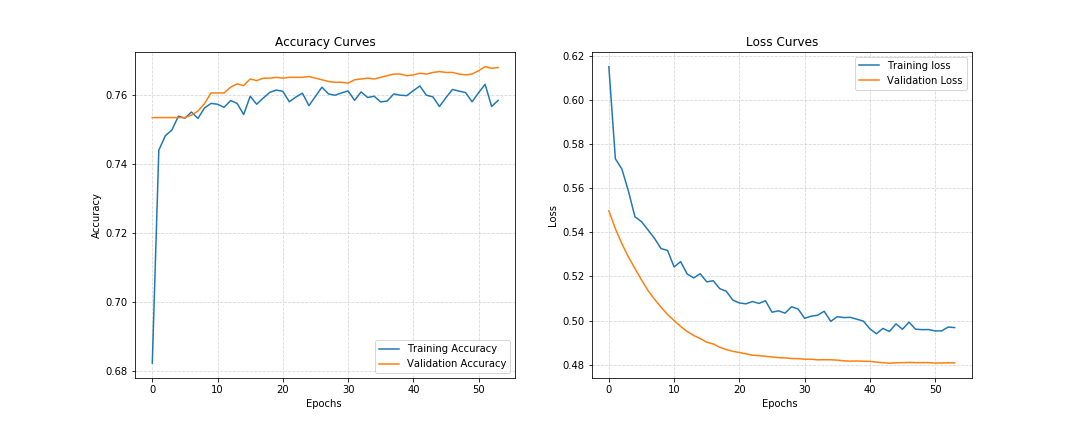 Accuracy Curves
Accuracy
0.76
0.74
0.72
0.70
0.68
0
10
20
30
40
50
Epochs
Training Accuracy
Validation Accuracy
Loss Curves
Loss
0.62
0.60
0.58
0.56
0.54
0.52
0.50
0.48
0
10
20
30
40
50
Epochs
Training loss
Validation Loss